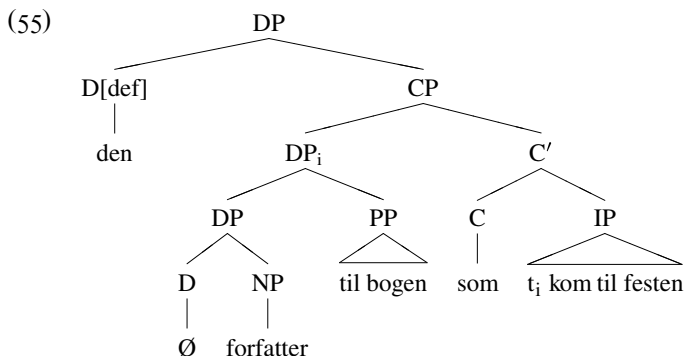 (55) DP
D[def] CP
den DPᵢ C′
DP PP C IP
D NP til bogen som tᵢ kom til festen
Ø forfatter